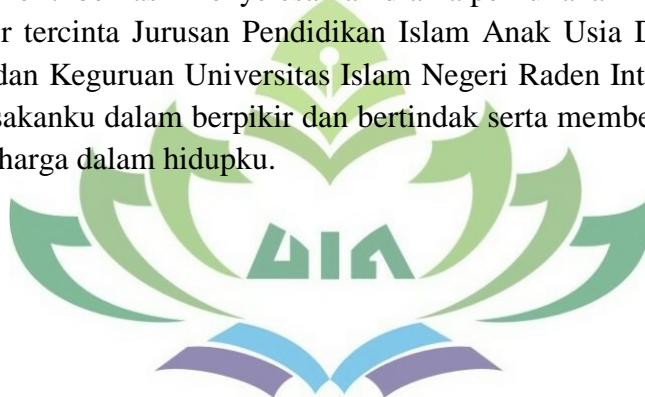 r tercinta Jurusan Pendidikan Islam Anak Usia D
dan Keguruan Universitas Islam Negeri Raden Int
sakanku dalam berpikir dan bertindak serta membe
harga dalam hidupku.
UIN